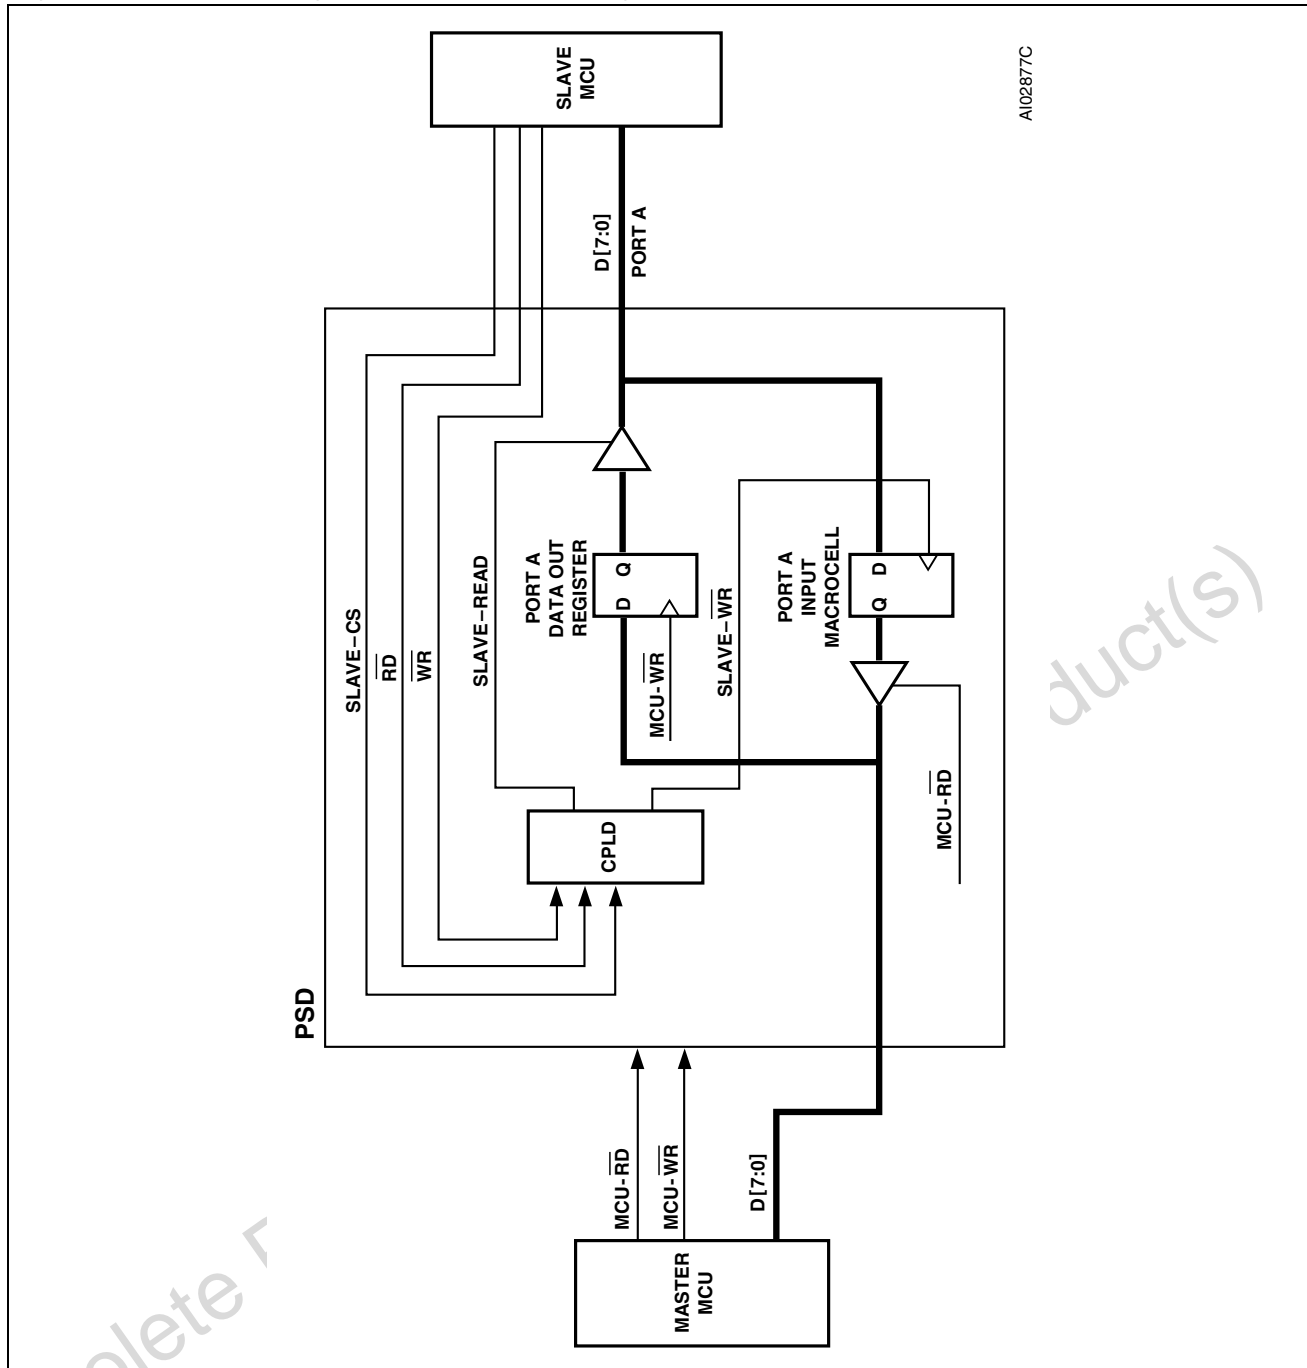 SLAVE
MCU
AI02877C
D[7:0]
PORT A
SLAVE–CS
RD
WR
SLAVE–READ
PORT A
DATA OUT
REGISTER
D Q
MCU-WR
SLAVE–WR
PORT A
INPUT
MACROCELL
Q D
MCU-RD
CPLD
PSD
MCU-RD
MCU-WR
D[7:0]
MASTER
MCU
duct(s)